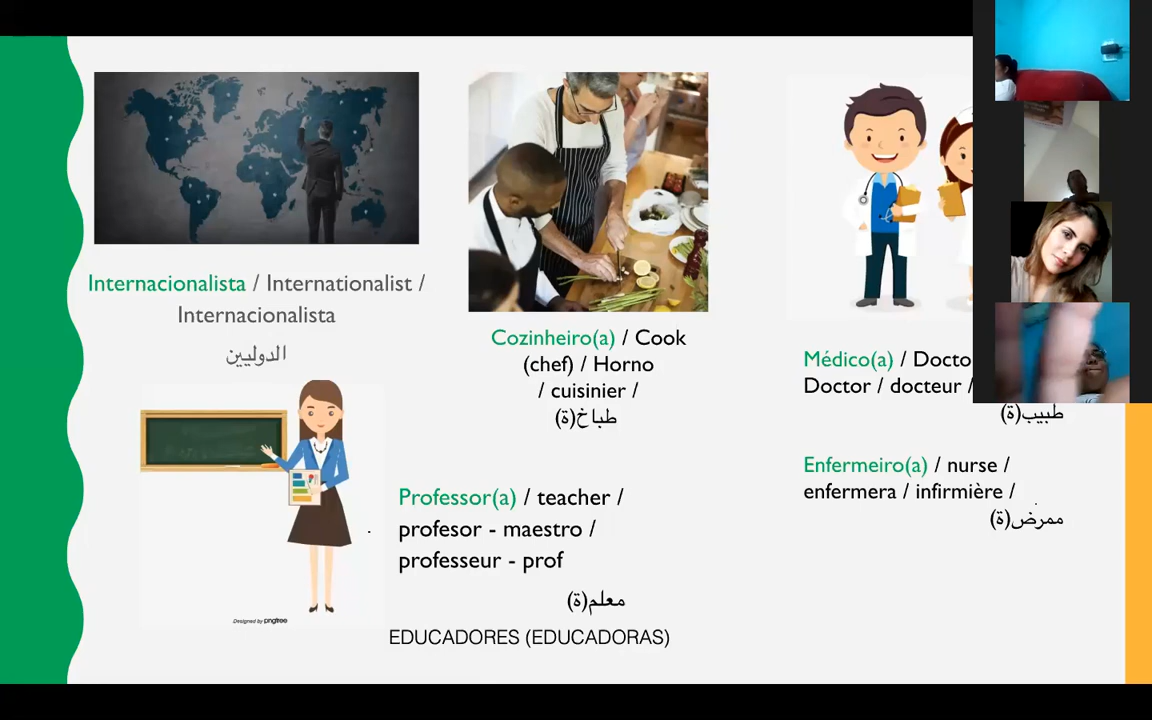 Internacionalista / Internationalist /
Internacionalista
الدوليين
Cozinheiro(a) / Cook
(chef) / Horno
/ cuisinier /
طباخ(ة)
Médico(a) / Docto
Doctor / docteur /
طبيب(ة)
Enfermeiro(a) / nurse /
enfermera / infirmière /
ممرض(ة)
Professor(a) / teacher /
profesor - maestro /
professeur - prof
معلم(ة)
Designed by pngtree
EDUCADORES (EDUCADORAS)